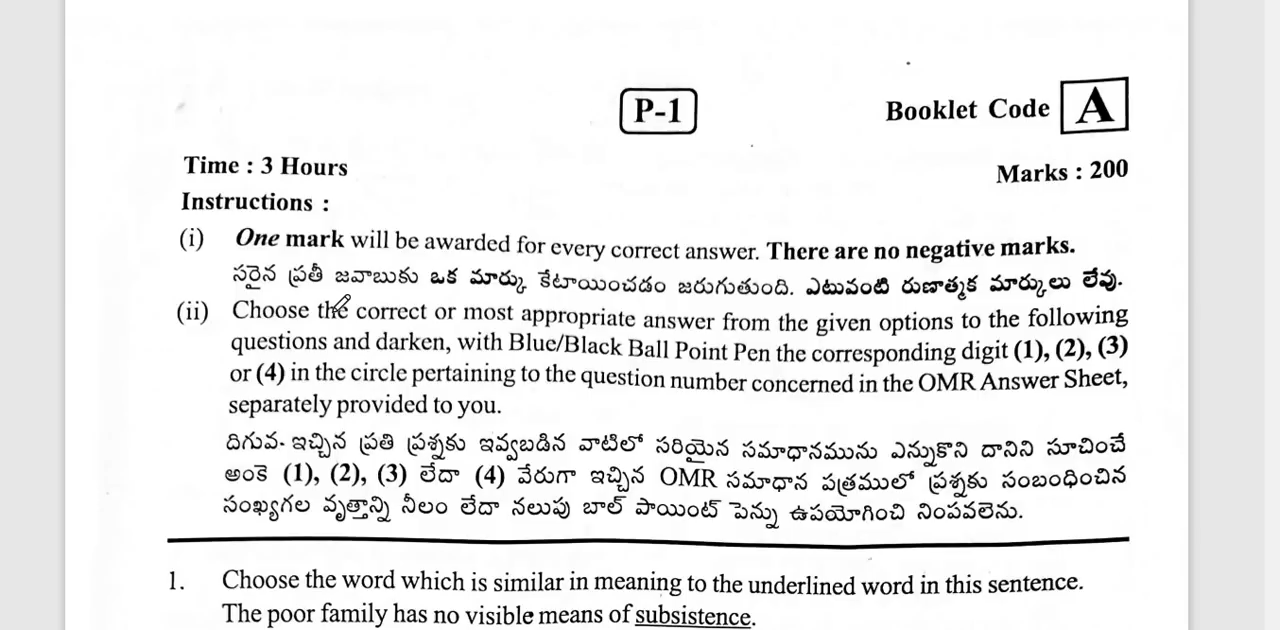 P-1
Booklet Code A
Time : 3 Hours
Marks : 200
Instructions :
(i) One mark will be awarded for every correct answer. There are no negative marks.
సరైన ప్రతీ జవాబుకు ఒక మార్కు కేటాయించడం జరుగుతుంది. ఎటువంటి రుణాత్మక మార్కులు లేవు.
(ii) Choose the correct or most appropriate answer from the given options to the following
questions and darken, with Blue/Black Ball Point Pen the corresponding digit (1), (2), (3)
or (4) in the circle pertaining to the question number concerned in the OMR Answer Sheet,
separately provided to you.
దిగువ- ఇచ్చిన ప్రతి ప్రశ్నకు ఇవ్వబడిన వాటిలో సరియైన సమాధానమును ఎన్నుకొని దానిని సూచించే
అంకె (1), (2), (3) లేదా (4) వేరుగా ఇచ్చిన OMR సమాధాన పత్రములో ప్రశ్నకు సంబంధించిన
సంఖ్యగల వృత్తాన్ని నీలం లేదా నలుపు బాల్ పాయింట్ పెన్ను ఉపయోగించి నింపవలెను.
1. Choose the word which is similar in meaning to the underlined word in this sentence.
The poor family has no visible means of subsistence.